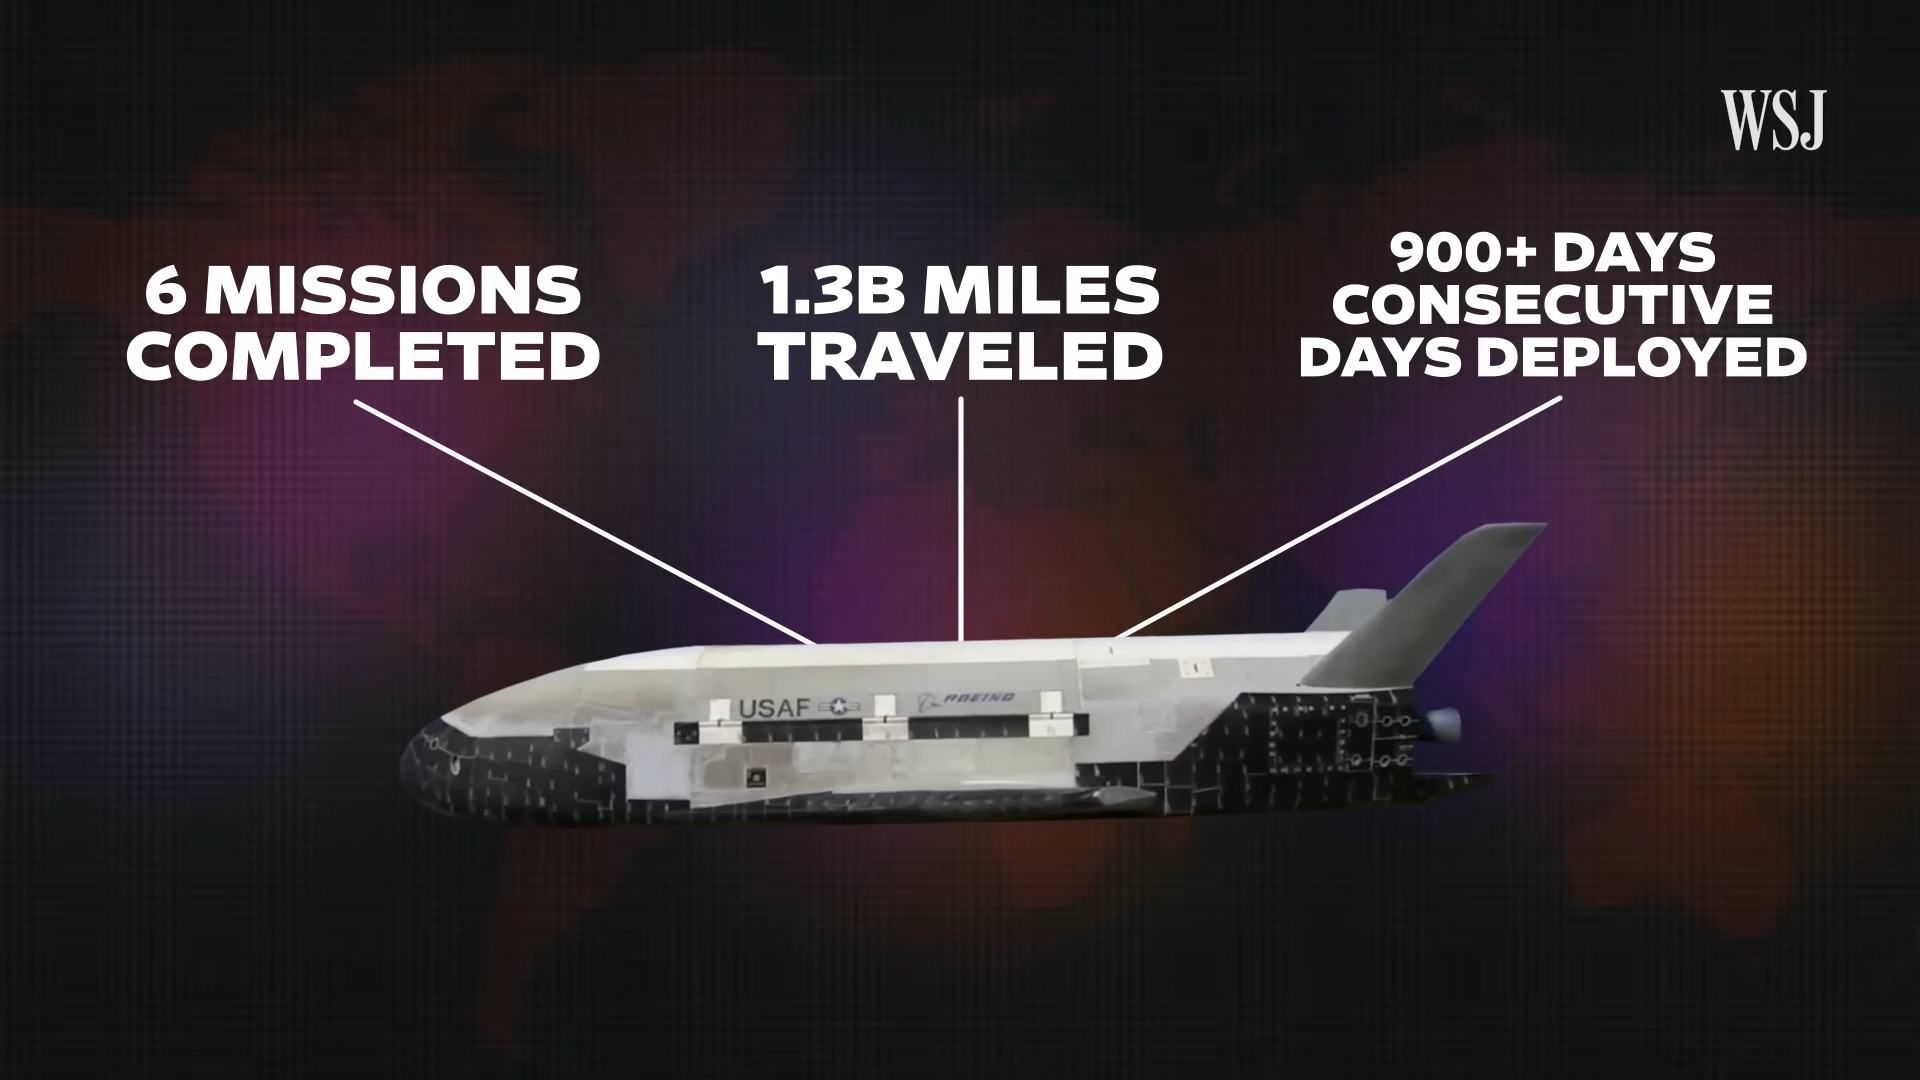 WSJ
6 MISSIONS
COMPLETED
1.3B MILES
TRAVELED
900+ DAYS
CONSECUTIVE
DAYS DEPLOYED
USAF
BOEING